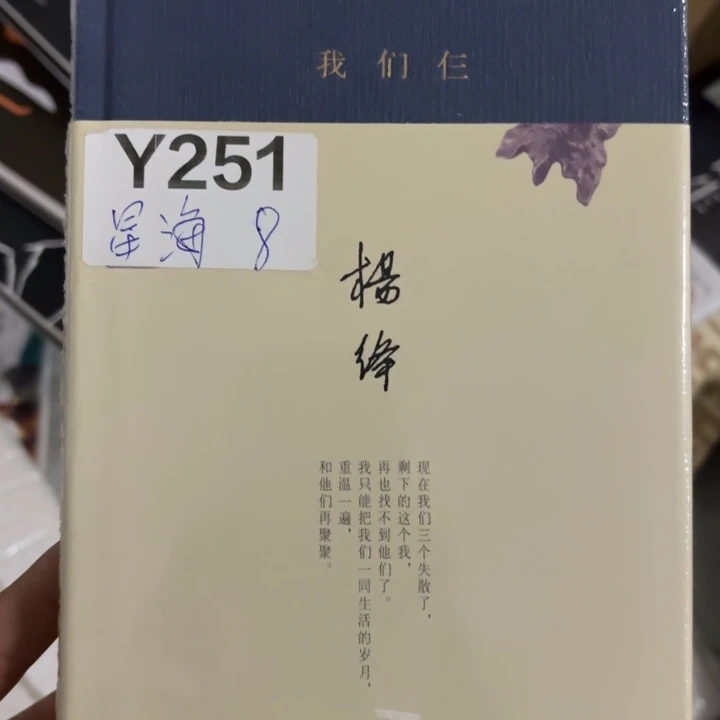 我们仨
Y251
星海 8
楊
绛
现在我们三个失散了，
剩下的这个我，
再也找不到他们了。
我只能把我们一同生活的岁月，
重温一遍，
和他们再聚聚。